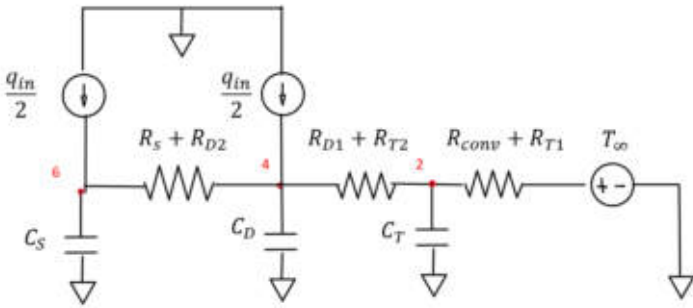 q_in/2 q_in/2
R_s + R_D2 R_D1 + R_T2 R_conv + R_T1 T_∞
6 4 2
+ -
C_S C_D C_T